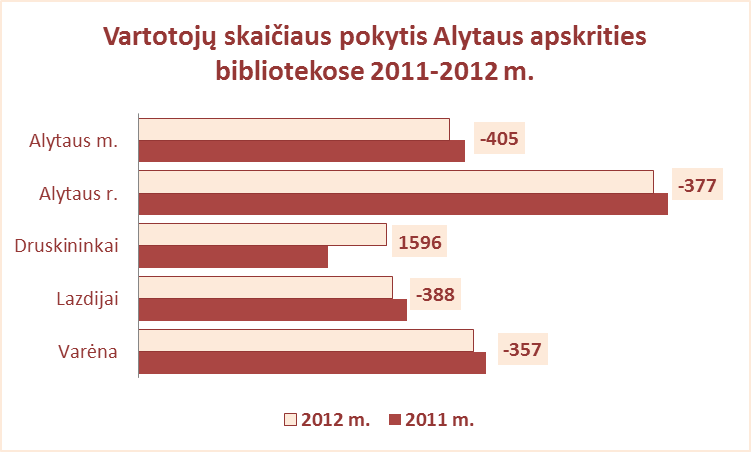 Vartotojų skaičiaus pokytis Alytaus apskrities
bibliotekose 2011-2012 m.
Alytaus m.
-405
Alytaus r.
-377
Druskininkai
1596
Lazdijai
-388
Varėna
-357
2012 m.
2011 m.